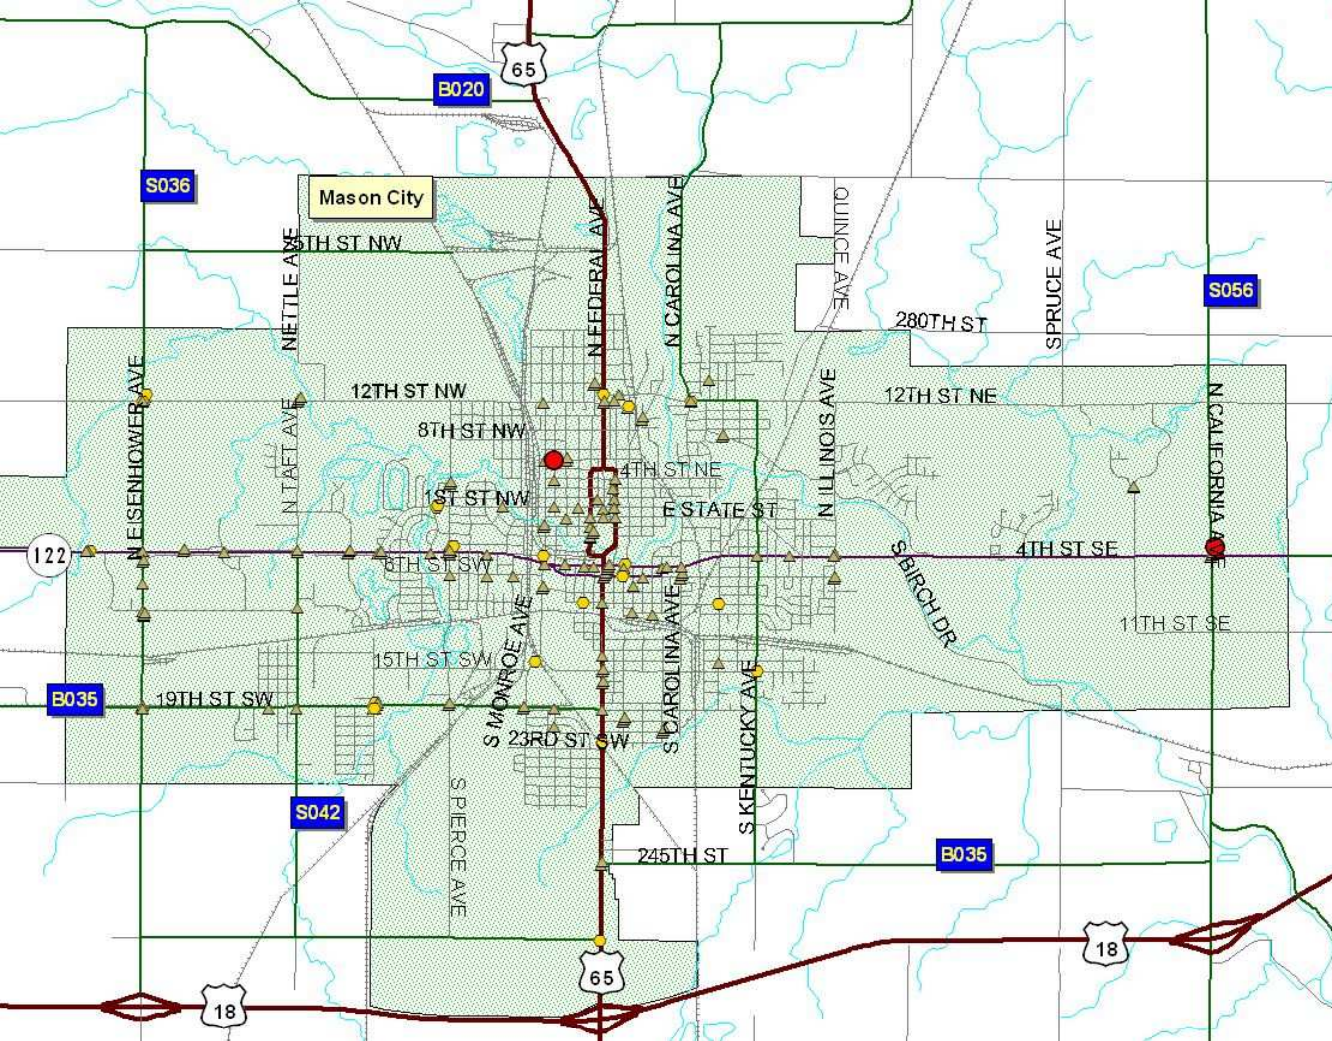 65
B020
S036
Mason City
QUINCE AVE
N CAROLINA AVE
N FEDERAL AVE
SPRUCE AVE
NETTLE AVE
25TH ST NW
S056
280TH ST
N EISENHOWER AVE
12TH ST NW
12TH ST NE
N ILLINOIS AVE
N CALIFORNIA AVE
N TAFT AVE
8TH ST NW
4TH ST NE
1ST ST NW
E STATE ST
122
4TH ST SE
6TH ST SW
S BIRCH DR
S MONROE AVE
S CAROLINA AVE
11TH ST SE
15TH ST SW
B035
19TH ST SW
S KENTUCKY AVE
23RD ST SW
S PIERCE AVE
S042
245TH ST
B035
18
65
18